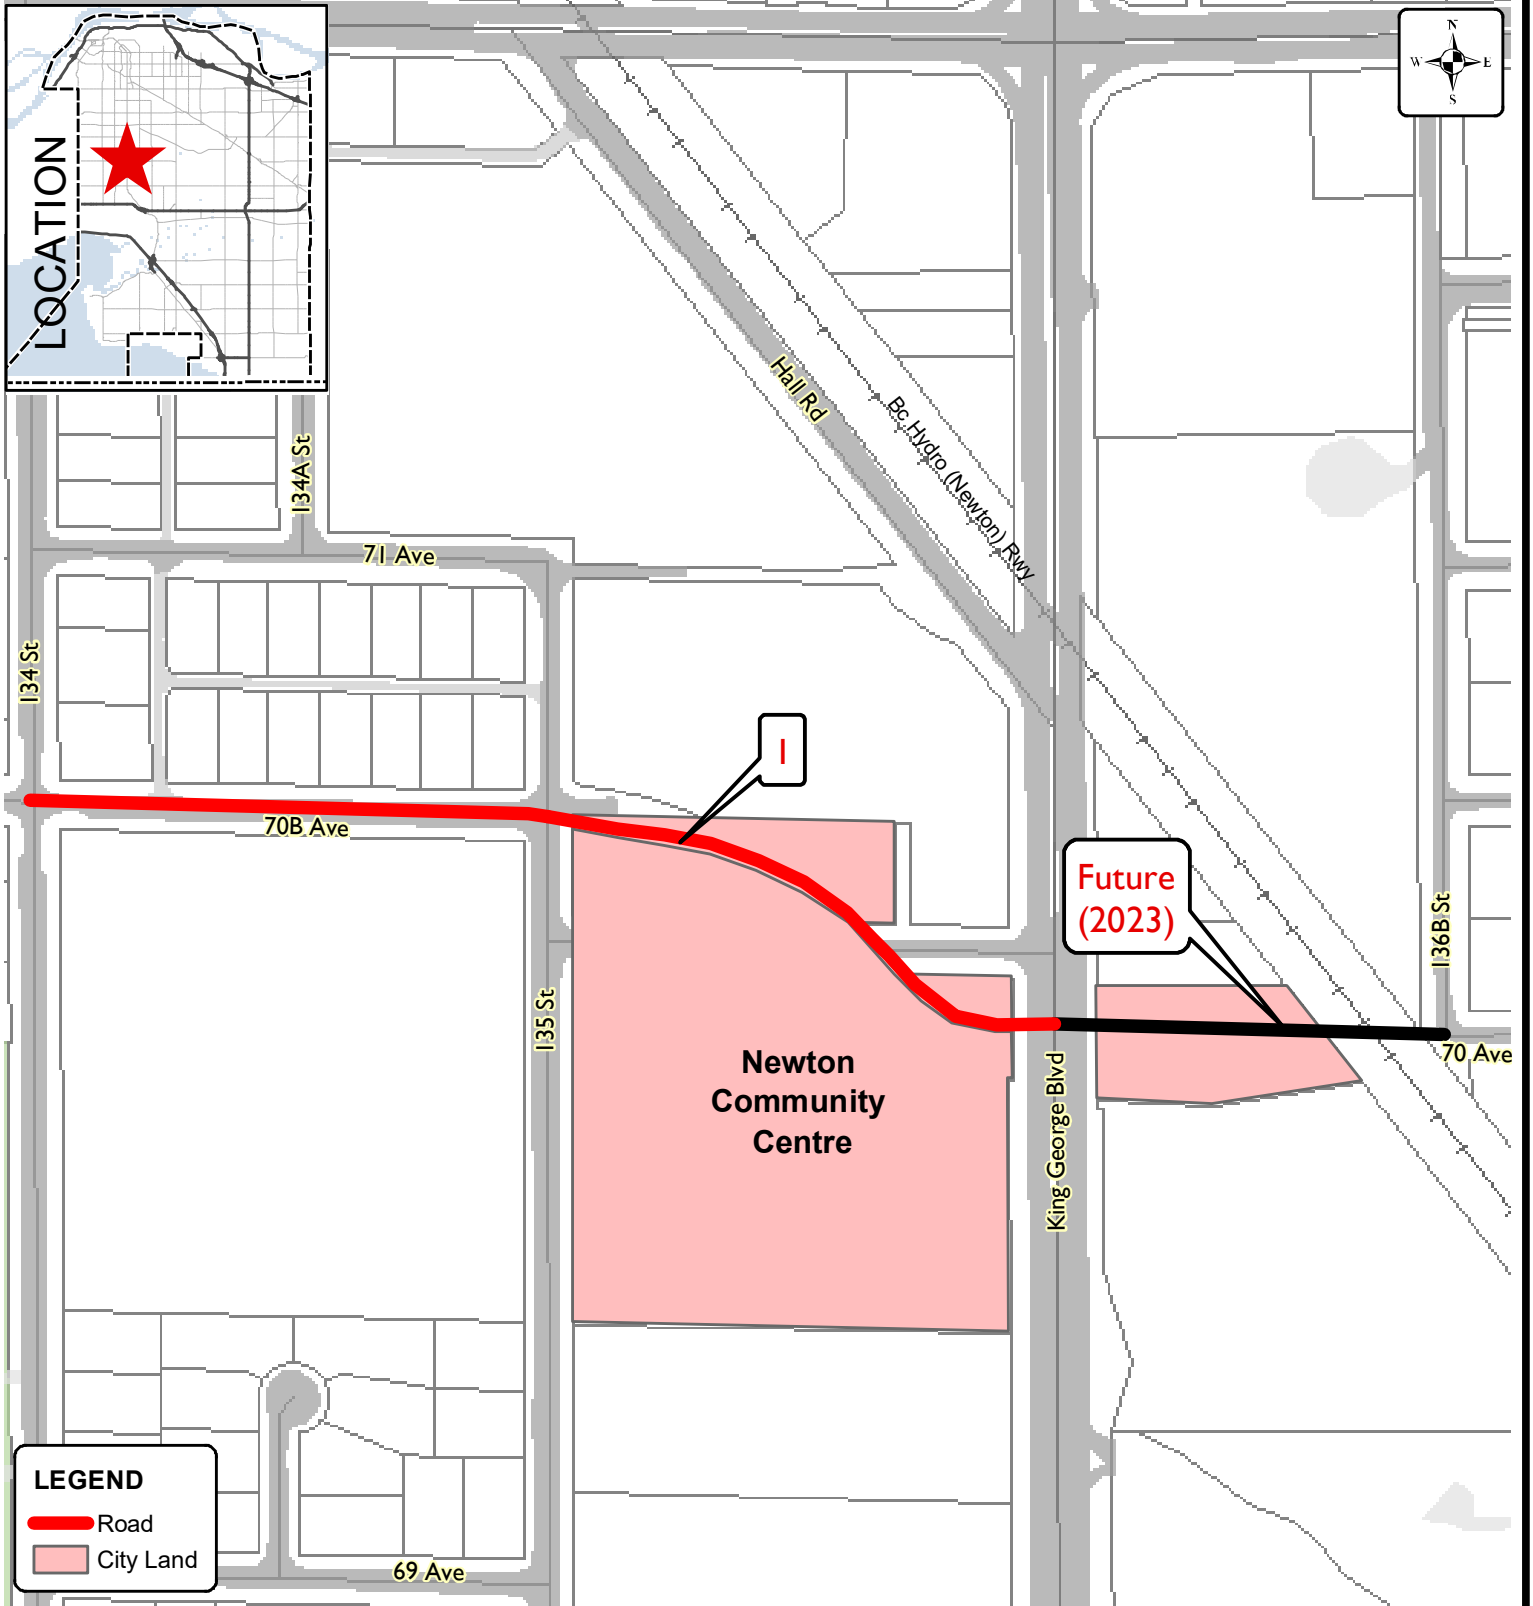 LOCATION
N
W E
S
134A St
Hall Rd
Bc Hydro (Newton) Rwy
71 Ave
134 St
1
70B Ave
Future
(2023)
136B St
135 St
70 Ave
Newton
Community
Centre
King George Blvd
LEGEND
Road
City Land
69 Ave